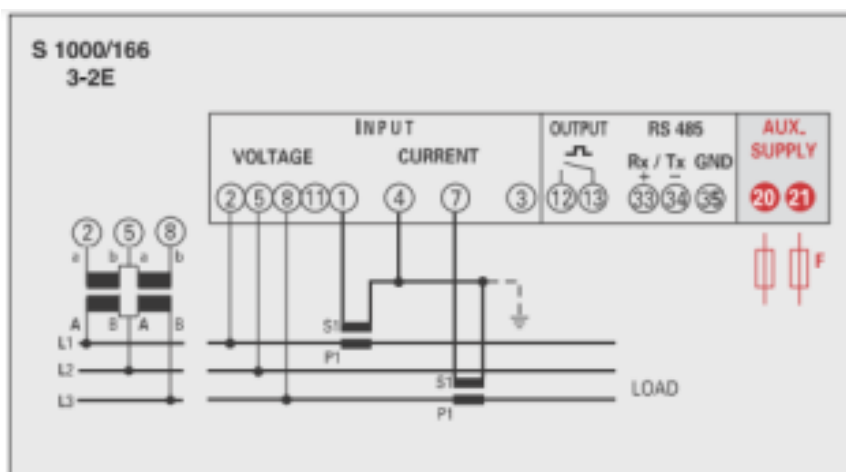 S 1000/166
3-2E
INPUT OUTPUT RS 485 AUX. SUPPLY
VOLTAGE CURRENT Rx / Tx GND
+ −
2 5 8 11 1 4 7 3 12 13 33 34 35 20 21
2 5 8
a b a b
F
A B A B
S1
L1
P1
L2
S1
LOAD
L3
P1